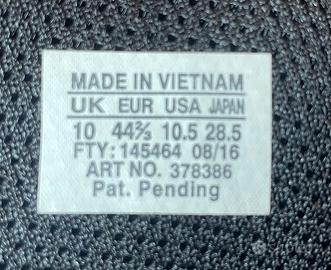 MADE IN VIETNAM
UK EUR USA JAPAN
10 44⅔ 10.5 28.5
FTY: 145464 08/16
ART NO. 378386
Pat. Pending